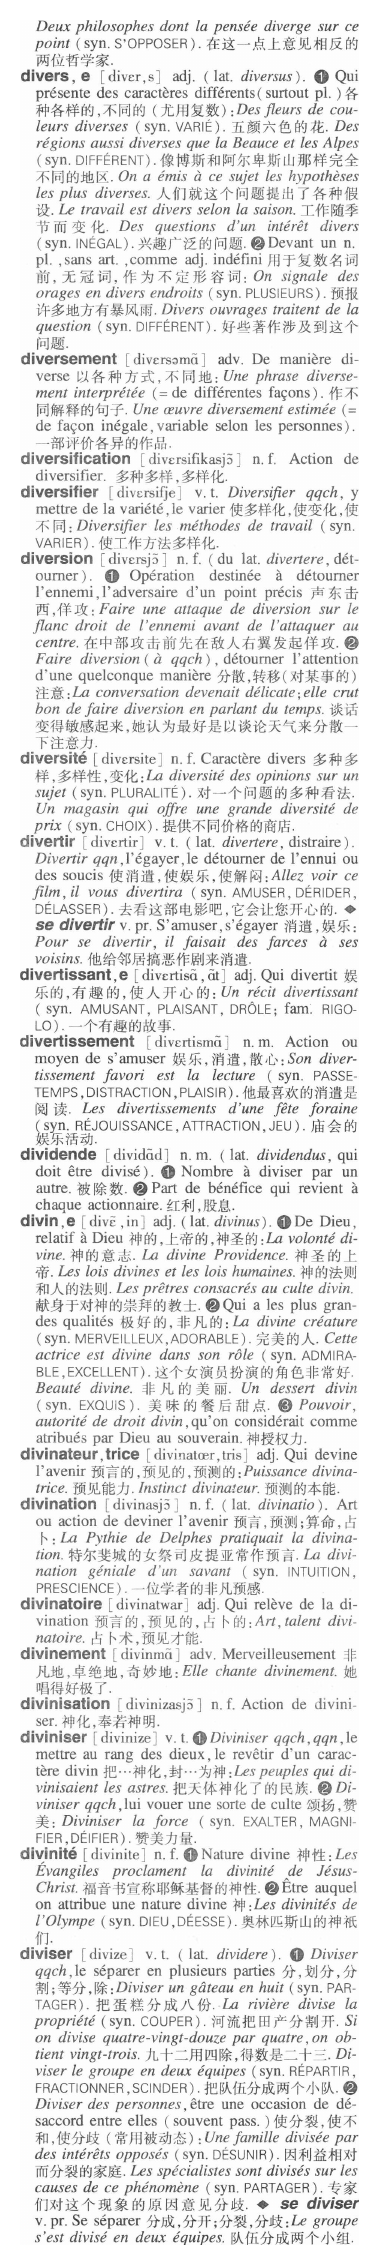 Deux philosophes dont la pensée diverge sur ce
point (syn. S'OPPOSER). 在这一点上意见相反的
两位哲学家.
divers, e [divεr,s] adj. (lat. diversus). ❶ Qui
présente des caractères différents(surtout pl.)各
种各样的,不同的 (尤用复数):Des fleurs de cou-
leurs diverses (syn. VARIÉ). 五颜六色的花. Des
régions aussi diverses que la Beauce et les Alpes
(syn. DIFFÉRENT). 像博斯和阿尔卑斯山那样完全
不同的地区. On a émis à ce sujet les hypothèses
les plus diverses. 人们就这个问题提出了各种假
设. Le travail est divers selon la saison. 工作随季
节而变化. Des questions d'un intérêt divers
(syn. INÉGAL). 兴趣广泛的问题. ❷ Devant un n.
pl. ,sans art. ,comme adj. indéfini 用于复数名词
前, 无冠词, 作为不定形容词: On signale des
orages en divers endroits (syn. PLUSIEURS). 预报
许多地方有暴风雨. Divers ouvrages traitent de la
question (syn. DIFFÉRENT). 好些著作涉及到这个
问题.
diversement [divεrsəmɑ̃] adv. De manière di-
verse 以各种方式,不同地: Une phrase diverse-
ment interprétée (= de différentes façons). 作不
同解释的句子. Une œuvre diversement estimée (=
de façon inégale, variable selon les personnes).
一部评价各异的作品.
diversification [divεrsifikasjɔ̃] n. f. Action de
diversifier. 多种多样,多样化.
diversifier [divεrsifje] v. t. Diversifier qqch, y
mettre de la variété,le varier 使多样化,使变化,使
不同: Diversifier les méthodes de travail (syn.
VARIER). 使工作方法多样化.
diversion [divεrsjɔ̃] n. f. (du lat. divertere, dét-
ourner). ❶ Opération destinée à détourner
l'ennemi,l'adversaire d'un point précis 声东击
西,佯攻: Faire une attaque de diversion sur le
flanc droit de l'ennemi avant de l'attaquer au
centre. 在中部攻击前先在敌人右翼发起佯攻. ❷
Faire diversion (à qqch), détourner l'attention
d'une quelconque manière 分散,转移(对某事的)
注意:La conversation devenait délicate;elle crut
bon de faire diversion en parlant du temps. 谈话
变得敏感起来,她认为最好是以谈论天气来分散一
下注意力.
diversité [divεrsite] n. f. Caractère divers 多种多
样,多样性,变化:La diversité des opinions sur un
sujet (syn. PLURALITÉ). 对一个问题的多种看法.
Un magasin qui offre une grande diversité de
prix (syn. CHOIX). 提供不同价格的商店.
divertir [divεrtir] v. t. (lat. divertere, distraire).
Divertir qqn,l'égayer,le détourner de l'ennui ou
des soucis 使消遣,使娱乐,使解闷:Allez voir ce
film, il vous divertira (syn. AMUSER, DÉRIDER,
DÉLASSER). 去看这部电影吧,它会让您开心的. ◆
se divertir v. pr. S'amuser,s'égayer 消遣,娱乐:
Pour se divertir, il faisait des farces à ses
voisins. 他给邻居搞恶作剧来消遣.
divertissant,e [divεrtisɑ̃,ɑ̃t] adj. Qui divertit 娱
乐的,有趣的,使人开心的: Un récit divertissant
(syn. AMUSANT, PLAISANT, DRÔLE; fam. RIGO-
LO). 一个有趣的故事.
divertissement [divεrtismɑ̃] n. m. Action ou
moyen de s'amuser 娱乐,消遣,散心:Son diver-
tissement favori est la lecture (syn. PASSE-
TEMPS,DISTRACTION,PLAISIR). 他最喜欢的消遣是
阅读. Les divertissements d'une fête foraine
(syn. RÉJOUISSANCE, ATTRACTION,JEU). 庙会的
娱乐活动.
dividende [dividɑ̃d] n. m. (lat. dividendus, qui
doit être divisé). ❶ Nombre à diviser par un
autre. 被除数. ❷ Part de bénéfice qui revient à
chaque actionnaire. 红利,股息.
divin,e [divɛ̃,in] adj. (lat. divinus). ❶ De Dieu,
relatif à Dieu 神的,上帝的,神圣的:La volonté di-
vine. 神的意志. La divine Providence. 神圣的上
帝. Les lois divines et les lois humaines. 神的法则
和人的法则. Les prêtres consacrés au culte divin.
献身于对神的崇拜的教士. ❷ Qui a les plus gran-
des qualités 极好的, 非凡的: La divine créature
(syn. MERVEILLEUX,ADORABLE). 完美的人. Cette
actrice est divine dans son rôle (syn. ADMIRA-
BLE,EXCELLENT). 这个女演员扮演的角色非常好.
Beauté divine. 非凡的美丽. Un dessert divin
(syn. EXQUIS). 美味的餐后甜点. ❸ Pouvoir,
autorité de droit divin,qu'on considérait comme
attribués par Dieu au souverain. 神授权力.
divinateur,trice [divinatœr,tris] adj. Qui devine
l'avenir 预言的,预见的,预测的:Puissance divina-
trice. 预见能力. Instinct divinateur. 预测的本能.
divination [divinasjɔ̃] n. f. (lat. divinatio). Art
ou action de deviner l'avenir 预言,预测;算命,占
卜: La Pythie de Delphes pratiquait la divina-
tion. 特尔斐城的女祭司皮提亚常作预言. La divi-
nation géniale d'un savant (syn. INTUITION,
PRESCIENCE). 一位学者的非凡预感.
divinatoire [divinatwar] adj. Qui relève de la di-
vination 预言的,预见的,占卜的:Art,talent divi-
natoire. 占卜术,预见才能.
divinement [divinmɑ̃] adv. Merveilleusement 非
凡地,卓绝地,奇妙地:Elle chante divinement. 她
唱得好极了.
divinisation [divinizasjɔ̃] n. f. Action de divini-
ser. 神化,奉若神明.
diviniser [divinize] v. t. ❶ Diviniser qqch,qqn,le
mettre au rang des dieux,le revêtir d'un carac-
tère divin 把…神化,封…为神:Les peuples qui di-
vinisaient les astres. 把天体神化了的民族. ❷ Di-
viniser qqch,lui vouer une sorte de culte 颂扬,赞
美: Diviniser la force (syn. EXALTER, MAGNI-
FIER,DÉIFIER). 赞美力量.
divinité [divinite] n. f. ❶ Nature divine 神性:Les
Évangiles proclament la divinité de Jésus-
Christ. 福音书宣称耶稣基督的神性. ❷ Être auquel
on attribue une nature divine 神:Les divinités de
l'Olympe (syn. DIEU,DÉESSE). 奥林匹斯山的神祇
们.
diviser [divize] v. t. (lat. dividere). ❶ Diviser
qqch,le séparer en plusieurs parties 分,划分,分
割;等分,除:Diviser un gâteau en huit (syn. PAR-
TAGER). 把蛋糕分成八份. La rivière divise la
propriété (syn. COUPER). 河流把田产分割开. Si
on divise quatre-vingt-douze par quatre, on ob-
tient vingt-trois. 九十二用四除,得数是二十三. Di-
viser le groupe en deux équipes (syn. RÉPARTIR,
FRACTIONNER,SCINDER). 把队伍分成两个小队. ❷
Diviser des personnes,être une occasion de dé-
saccord entre elles (souvent pass.)使分裂,使不
和,使分歧 (常用被动态):Une famille divisée par
des intérêts opposés (syn. DÉSUNIR). 因利益相对
而分裂的家庭. Les spécialistes sont divisés sur les
causes de ce phénomène (syn. PARTAGER). 专家
们对这个现象的原因意见分歧. ◆ se diviser
v. pr. Se séparer 分成,分开;分裂,分歧:Le groupe
s'est divisé en deux équipes. 队伍分成两个小组.